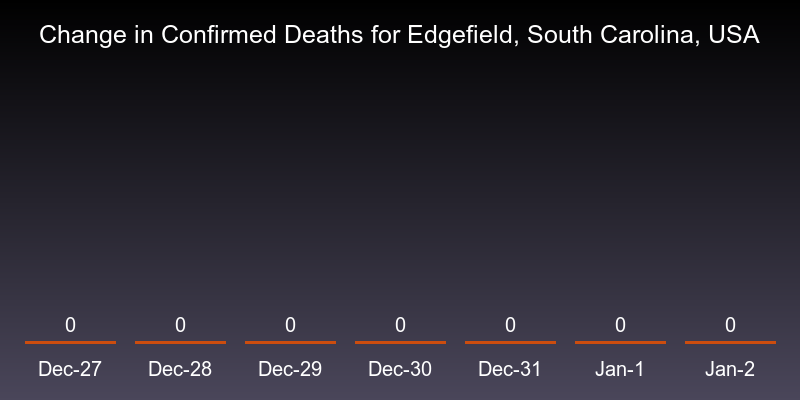 Change in Confirmed Deaths for Edgefield, South Carolina, USA
0 0 0 0 0 0 0
Dec-27 Dec-28 Dec-29 Dec-30 Dec-31 Jan-1 Jan-2